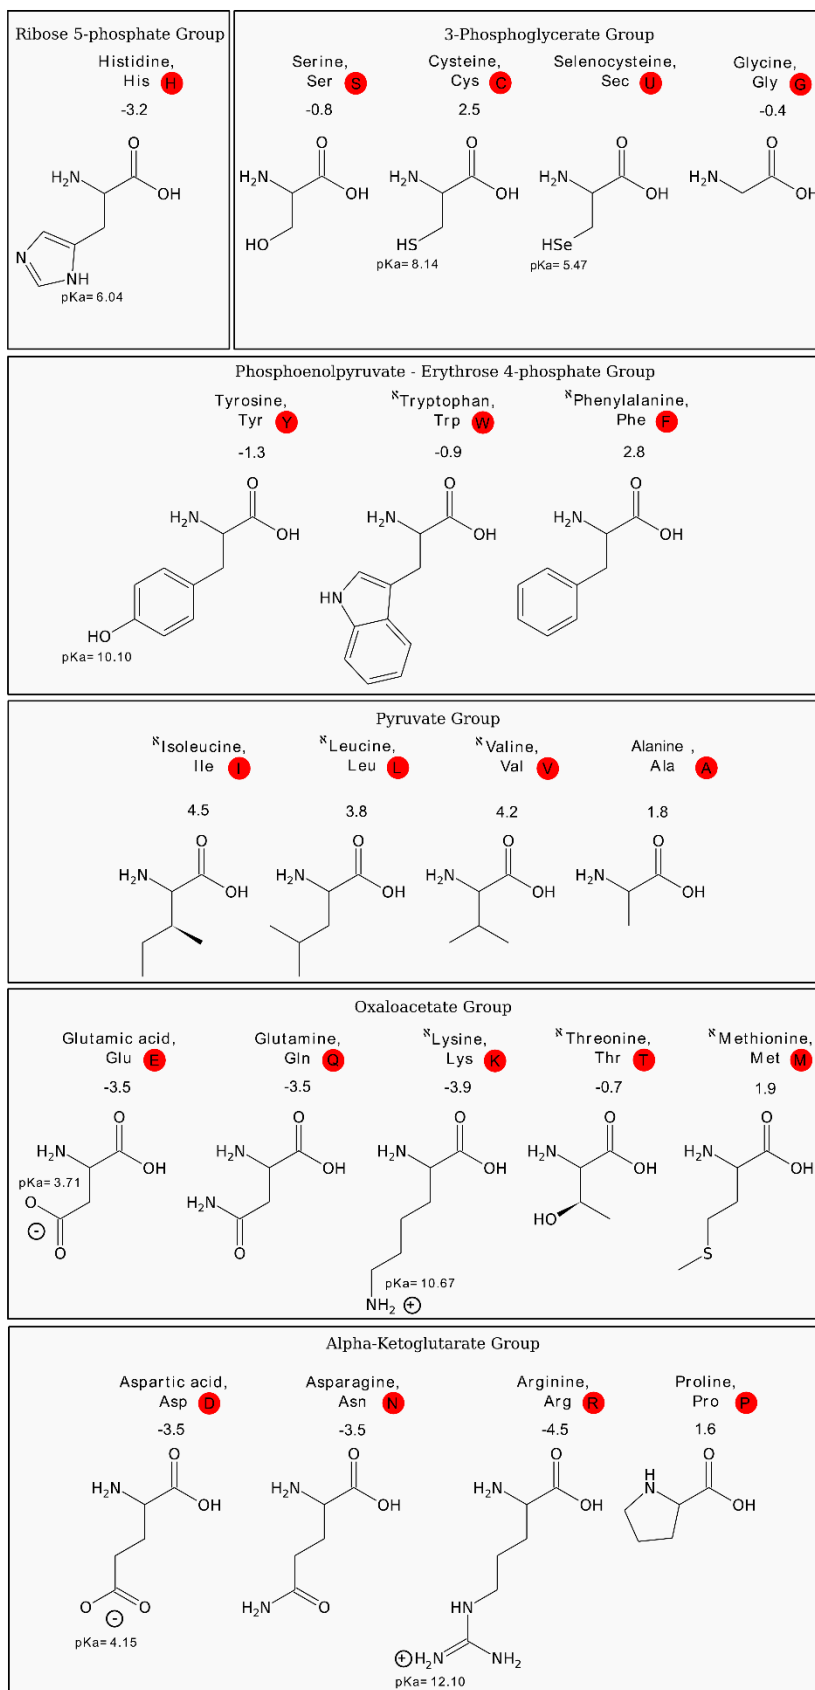 Ribose 5-phosphate Group
Histidine,
His H
-3.2
O
H₂N
OH
N
NH
pKa= 6.04
3-Phosphoglycerate Group
Serine,
Ser S
-0.8
O
H₂N
OH
HO
Cysteine,
Cys C
2.5
O
H₂N
OH
HS
pKa= 8.14
Selenocysteine,
Sec U
O
H₂N
OH
HSe
pKa= 5.47
Glycine,
Gly G
-0.4
O
H₂N
OH
Phosphoenolpyruvate - Erythrose 4-phosphate Group
Tyrosine,
Tyr Y
-1.3
O
H₂N
OH
HO
pKa= 10.10
ℵTryptophan,
Trp W
-0.9
O
H₂N
OH
HN
ℵPhenylalanine,
Phe F
2.8
O
H₂N
OH
Pyruvate Group
ℵIsoleucine,
Ile I
4.5
O
H₂N
OH
ℵLeucine,
Leu L
3.8
O
H₂N
OH
ℵValine,
Val V
4.2
O
H₂N
OH
Alanine ,
Ala A
1.8
O
H₂N
OH
Oxaloacetate Group
Glutamic acid,
Glu E
-3.5
O
H₂N
OH
pKa= 3.71
O
-
O
Glutamine,
Gln Q
-3.5
O
H₂N
OH
H₂N
O
ℵLysine,
Lys K
-3.9
O
H₂N
OH
pKa= 10.67
NH₂ +
ℵThreonine,
Thr T
-0.7
O
H₂N
OH
HO
ℵMethionine,
Met M
1.9
O
H₂N
OH
S
Alpha-Ketoglutarate Group
Aspartic acid,
Asp D
-3.5
O
H₂N
OH
O
-
O
pKa= 4.15
Asparagine,
Asn N
-3.5
O
H₂N
OH
H₂N
O
Arginine,
Arg R
-4.5
O
H₂N
OH
HN
+
H₂N
NH₂
pKa= 12.10
Proline,
Pro P
1.6
H
N
O
OH